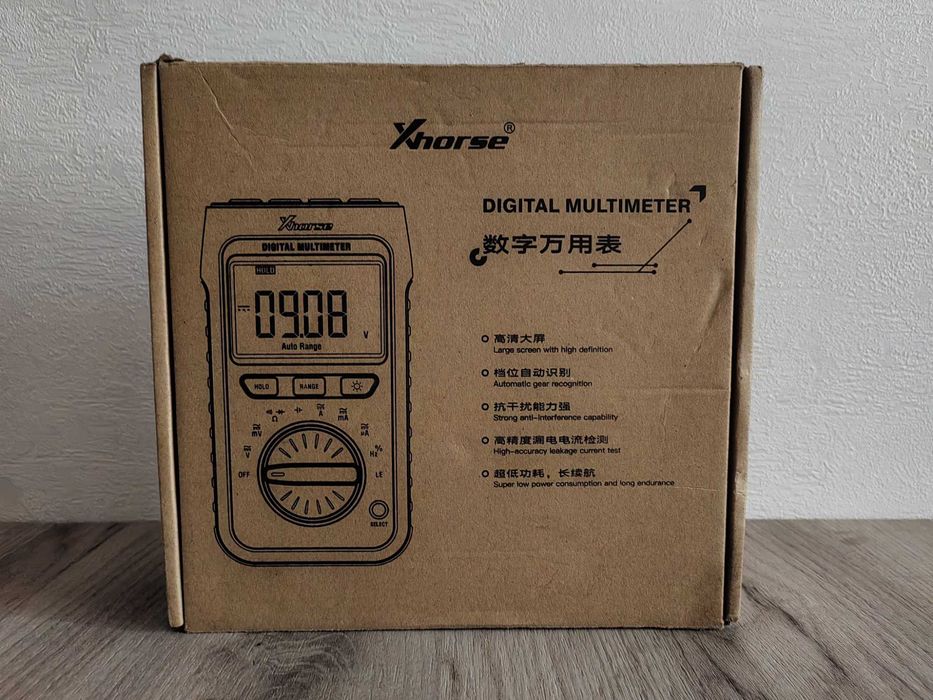 Xhorse®
DIGITAL MULTIMETER
数字万用表
高清大屏
Large screen with high definition
档位自动识别
Automatic gear recognition
抗干扰能力强
Strong anti-interference capability
高精度漏电电流检测
High-accuracy leakage current test
超低功耗，长续航
Super low power consumption and long endurance
Xhorse
DIGITAL MULTIMETER
HOLD
09.08 V
Auto Range
HOLD RANGE
A
mA
mV
µA
V
%
Hz
OFF
LE
SELECT